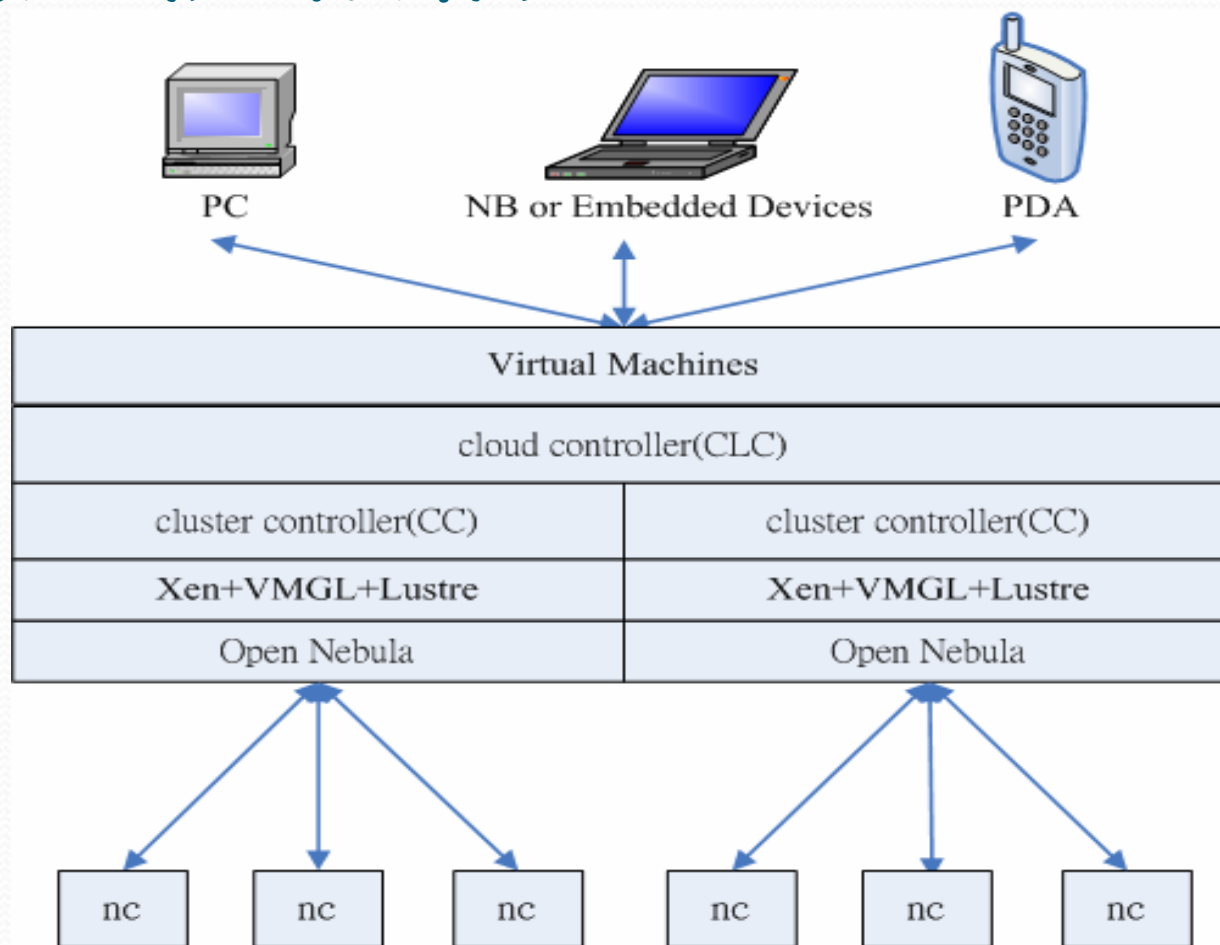 PC
NB or Embedded Devices
PDA
Virtual Machines
cloud controller(CLC)
cluster controller(CC)
cluster controller(CC)
Xen+VMGL+Lustre
Xen+VMGL+Lustre
Open Nebula
Open Nebula
nc
nc
nc
nc
nc
nc